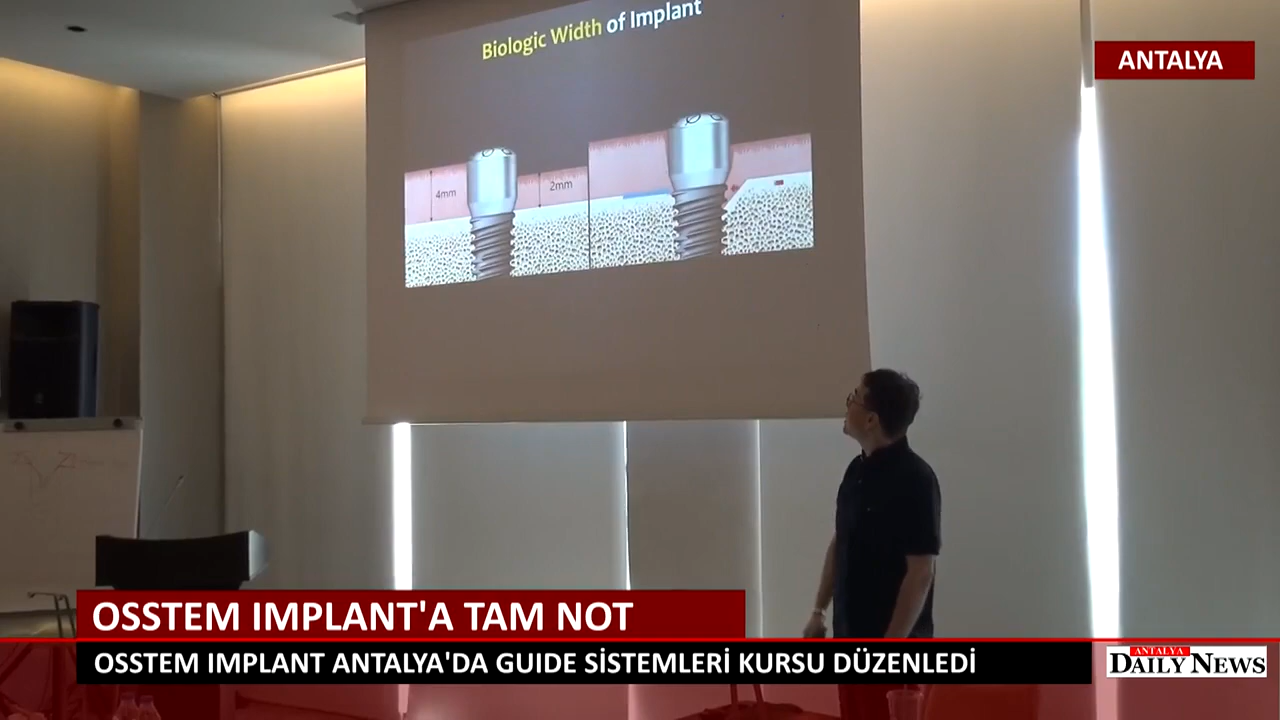 Biologic Width of Implant
ANTALYA
4mm
2mm
OSSTEM IMPLANT'A TAM NOT
OSSTEM IMPLANT ANTALYA'DA GUIDE SİSTEMLERİ KURSU DÜZENLEDİ
ANTALYA
DAILY NEWS